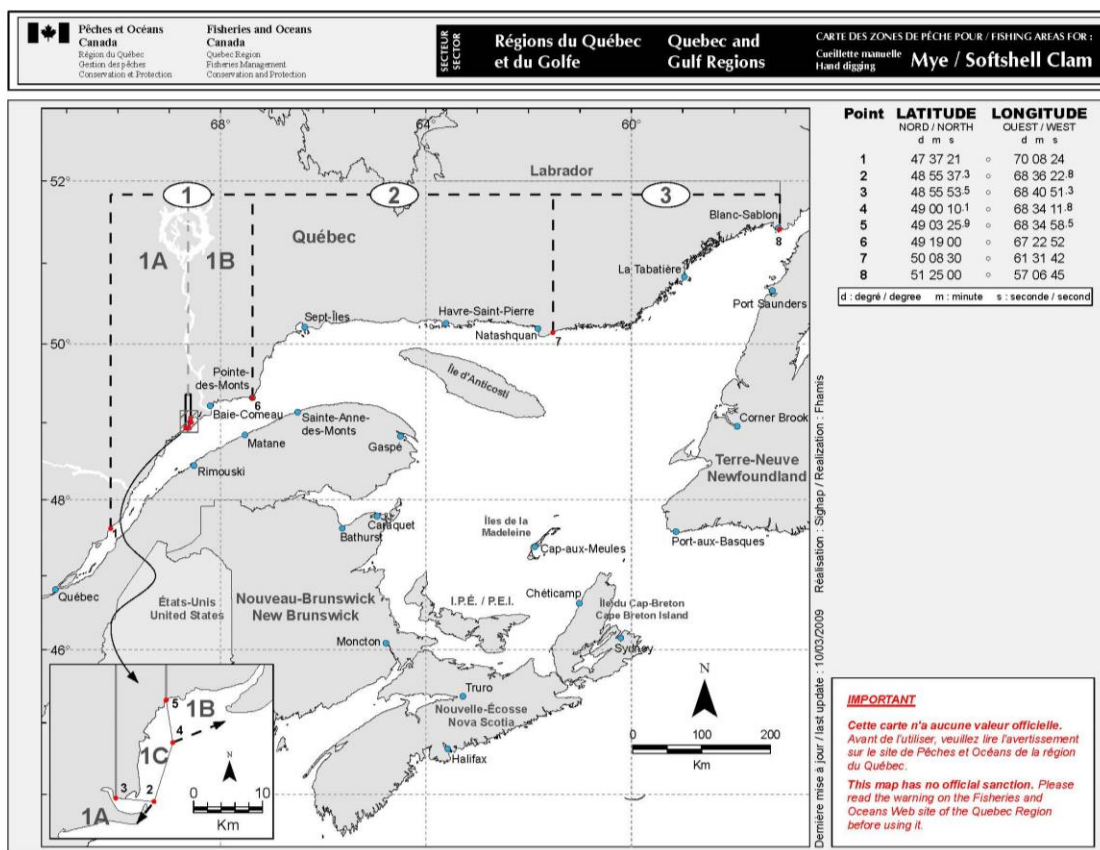 Pêches et Océans
Canada
Région du Québec
Gestion des pêches
Conservation et Protection
Fisheries and Oceans
Canada
Quebec Region
Fisheries Management
Conservation and Protection
SECTEUR
SECTOR
Régions du Québec
et du Golfe
Quebec and
Gulf Regions
CARTE DES ZONES DE PÊCHE POUR / FISHING AREAS FOR :
Cueillette manuelle
Hand digging
Mye / Softshell Clam
68°
64°
60°
52°
50°
48°
46°
Labrador
1
2
3
1A
1B
Québec
Blanc-Sablon
8
La Tabatière
Port Saunders
Sept-Îles
Havre-Saint-Pierre
Natashquan
7
Pointe-
des-Monts
6
Île d'Anticosti
Baie-Comeau
Sainte-Anne-
des-Monts
Matane
Gaspé
Corner Brook
Rimouski
Terre-Neuve
Newfoundland
1
Caraquet
Bathurst
Îles de la
Madeleine
Cap-aux-Meules
Port-aux-Basques
Québec
États-Unis
United States
Nouveau-Brunswick
New Brunswick
I.P.É. / P.E.I.
Chéticamp
Île du Cap-Breton
Cape Breton Island
Moncton
Sydney
Truro
Nouvelle-Écosse
Nova Scotia
Halifax
N
0 100 200
Km
5
1B
4
1C
3
2
1A
N
0 10
Km
Point LATITUDE LONGITUDE
NORD / NORTH OUEST / WEST
d m s d m s
1 47 37 21 ° 70 08 24
2 48 55 37.3 ° 68 36 22.8
3 48 55 53.5 ° 68 40 51.3
4 49 00 10.1 ° 68 34 11.8
5 49 03 25.9 ° 68 34 58.5
6 49 19 00 ° 67 22 52
7 50 08 30 ° 61 31 42
8 51 25 00 ° 57 06 45
d : degré / degree m : minute s : seconde / second
Dernière mise à jour / last update : 10/03/2009 Réalisation : Sighap / Realization : Fhamis
IMPORTANT
Cette carte n'a aucune valeur officielle.
Avant de l'utiliser, veuillez lire l'avertissement
sur le site de Pêches et Océans de la région
du Québec.
This map has no official sanction. Please
read the warning on the Fisheries and
Oceans Web site of the Quebec Region
before using it.